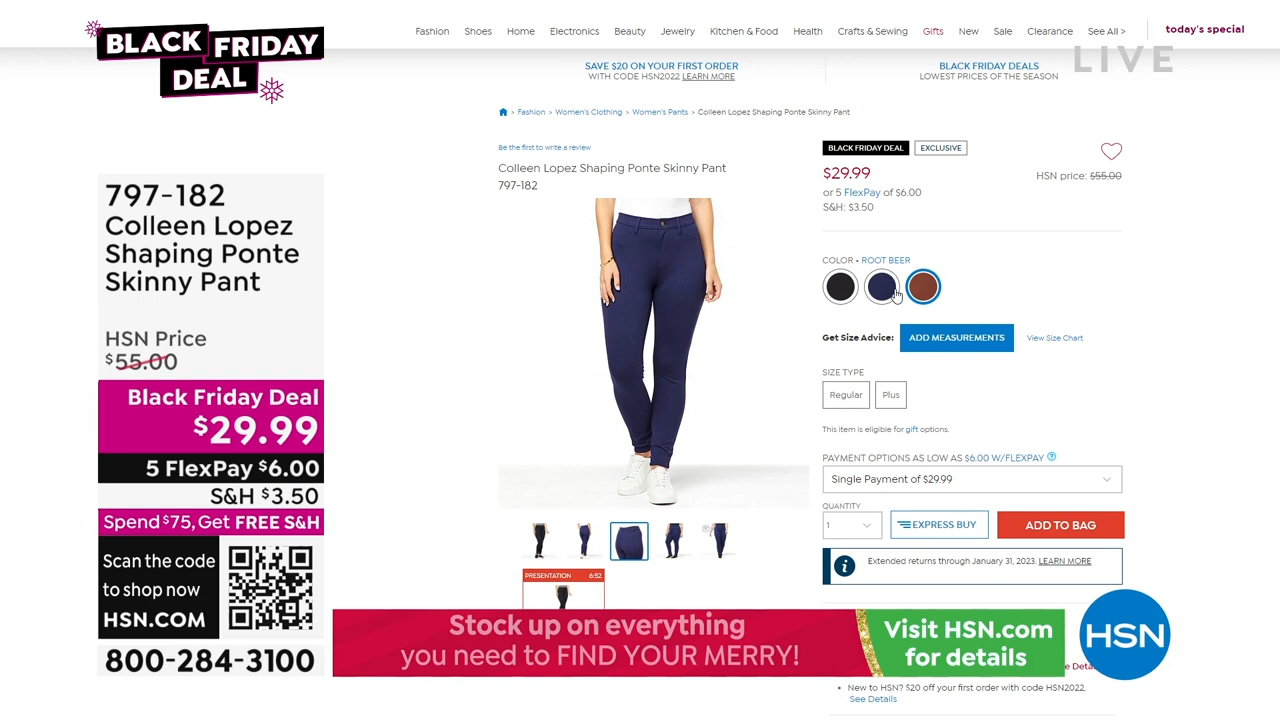 BLACK FRIDAY
DEAL
Fashion Shoes Home Electronics Beauty Jewelry Kitchen & Food Health Crafts & Sewing Gifts New Sale Clearance See All > today's special
LIVE
SAVE $20 ON YOUR FIRST ORDER
WITH CODE HSN2022 LEARN MORE
BLACK FRIDAY DEALS
LOWEST PRICES OF THE SEASON
> Fashion > Women's Clothing > Women's Pants > Colleen Lopez Shaping Ponte Skinny Pant
797-182
Colleen Lopez
Shaping Ponte
Skinny Pant
HSN Price
$55.00
Black Friday Deal
$29.99
5 FlexPay $6.00
S&H $3.50
Spend $75, Get FREE S&H
Scan the code
to shop now
HSN.COM
800-284-3100
Be the first to write a review
Colleen Lopez Shaping Ponte Skinny Pant
797-182
PRESENTATION 6:52
BLACK FRIDAY DEAL EXCLUSIVE
$29.99 HSN price: $55.00
or 5 FlexPay of $6.00
S&H: $3.50
COLOR • ROOT BEER
Get Size Advice: ADD MEASUREMENTS View Size Chart
SIZE TYPE
Regular Plus
This item is eligible for gift options.
PAYMENT OPTIONS AS LOW AS $6.00 W/FLEXPAY ?
Single Payment of $29.99
QUANTITY
1 EXPRESS BUY ADD TO BAG
i Extended returns through January 31, 2023. LEARN MORE
Stock up on everything
you need to FIND YOUR MERRY!
Visit HSN.com
for details
HSN
• New to HSN? $20 off your first order with code HSN2022.
See Details